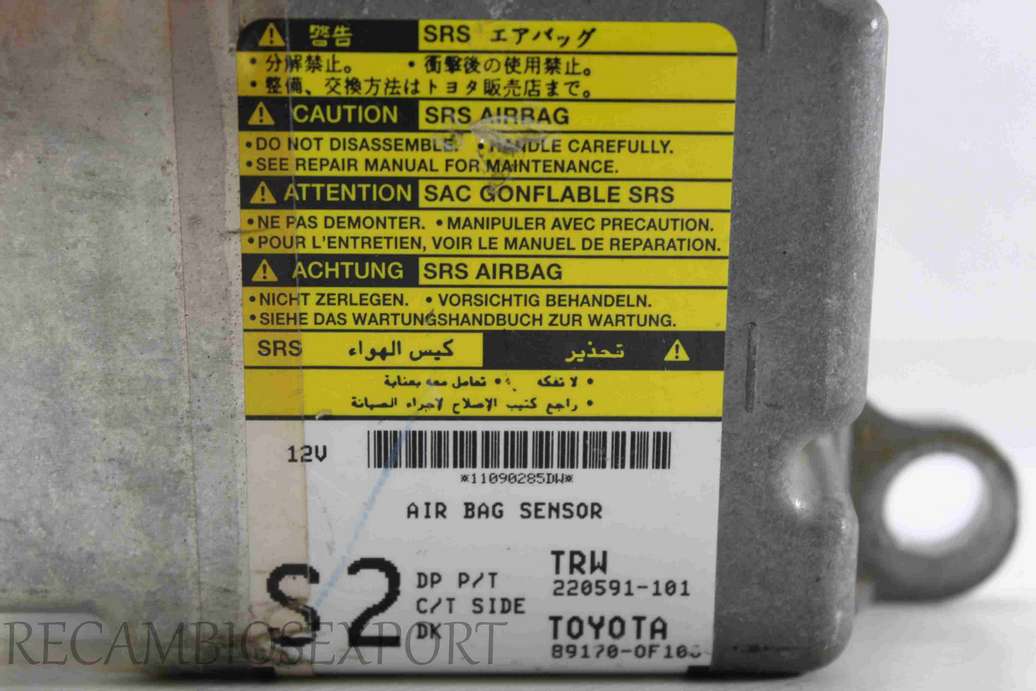 警告 SRS エアバッグ
・分解禁止。 ・衝撃後の使用禁止。
・整備、交換方法はトヨタ販売店まで。
CAUTION SRS AIRBAG
•DO NOT DISASSEMBLE. •HANDLE CAREFULLY.
•SEE REPAIR MANUAL FOR MAINTENANCE.
ATTENTION SAC GONFLABLE SRS
•NE PAS DEMONTER. •MANIPULER AVEC PRECAUTION.
•POUR L'ENTRETIEN, VOIR LE MANUEL DE REPARATION.
ACHTUNG SRS AIRBAG
•NICHT ZERLEGEN. •VORSICHTIG BEHANDELN.
•SIEHE DAS WARTUNGSHANDBUCH ZUR WARTUNG.
تحذير كيس الهواء SRS
• لا تفكه • تعامل معه بعناية
• راجع كتيب الإصلاح لاجراء الصيانة
12V
*11090285DW*
AIR BAG SENSOR
S2 DP P/T TRW
C/T SIDE 220591-101
DK TOYOTA
RECAMBIOSEXPORT